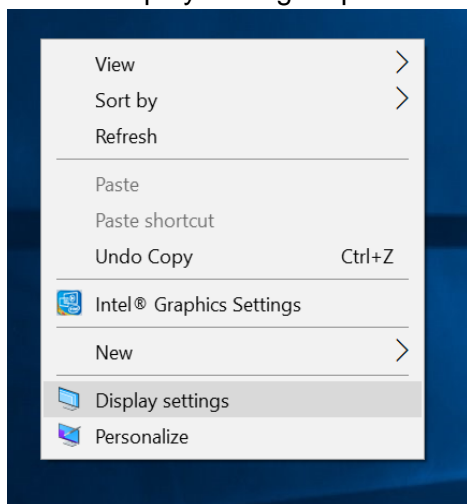 View
Sort by
Refresh
Paste
Paste shortcut
Undo Copy Ctrl+Z
Intel® Graphics Settings
New
Display settings
Personalize